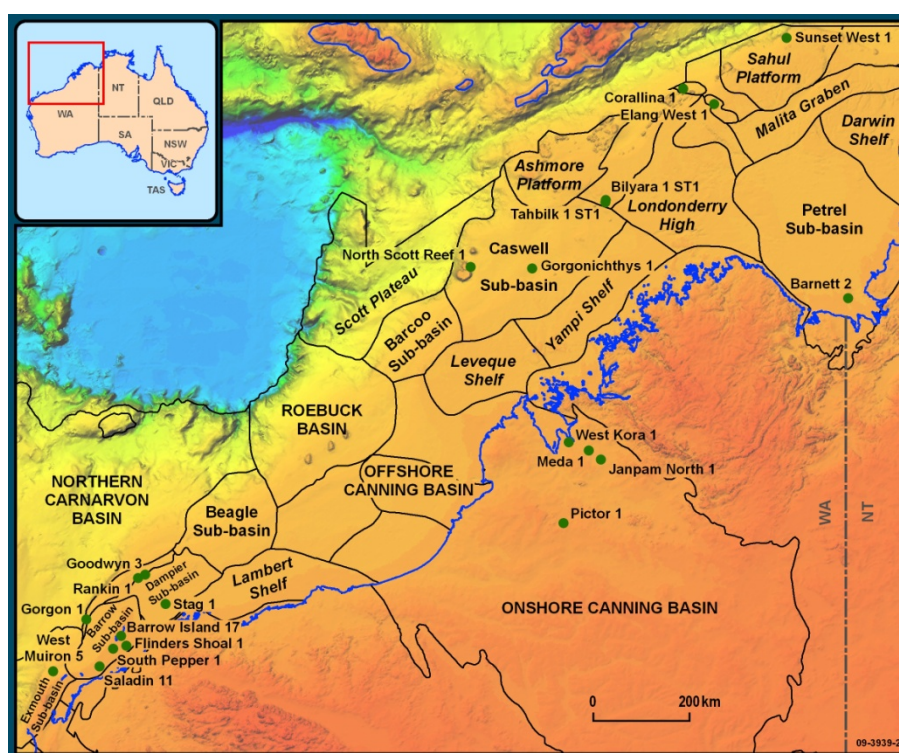 NT
WA
QLD
SA
NSW
VIC
TAS
Sunset West 1
Sahul
Platform
Corallina 1
Elang West 1
Malita Graben
Darwin
Shelf
Ashmore
Platform
Bilyara 1 ST1
Tahbilk 1 ST1
Londonderry
High
Petrel
Sub-basin
North Scott Reef 1
Caswell
Sub-basin
Gorgonichthys 1
Barnett 2
Scott Plateau
Barcoo
Sub-basin
Yampi Shelf
Leveque
Shelf
ROEBUCK
BASIN
West Kora 1
Meda 1
Janpam North 1
NORTHERN
CARNARVON
BASIN
OFFSHORE
CANNING BASIN
Beagle
Sub-basin
Pictor 1
WA
NT
Goodwyn 3
Rankin 1
Dampier
Sub-basin
Lambert
Shelf
Stag 1
Gorgon 1
Barrow
Sub-basin
ONSHORE CANNING BASIN
Barrow Island 17
West
Muiron 5
Flinders Shoal 1
South Pepper 1
Saladin 11
Exmouth
Sub-basin
0
200 km
09-3939-2